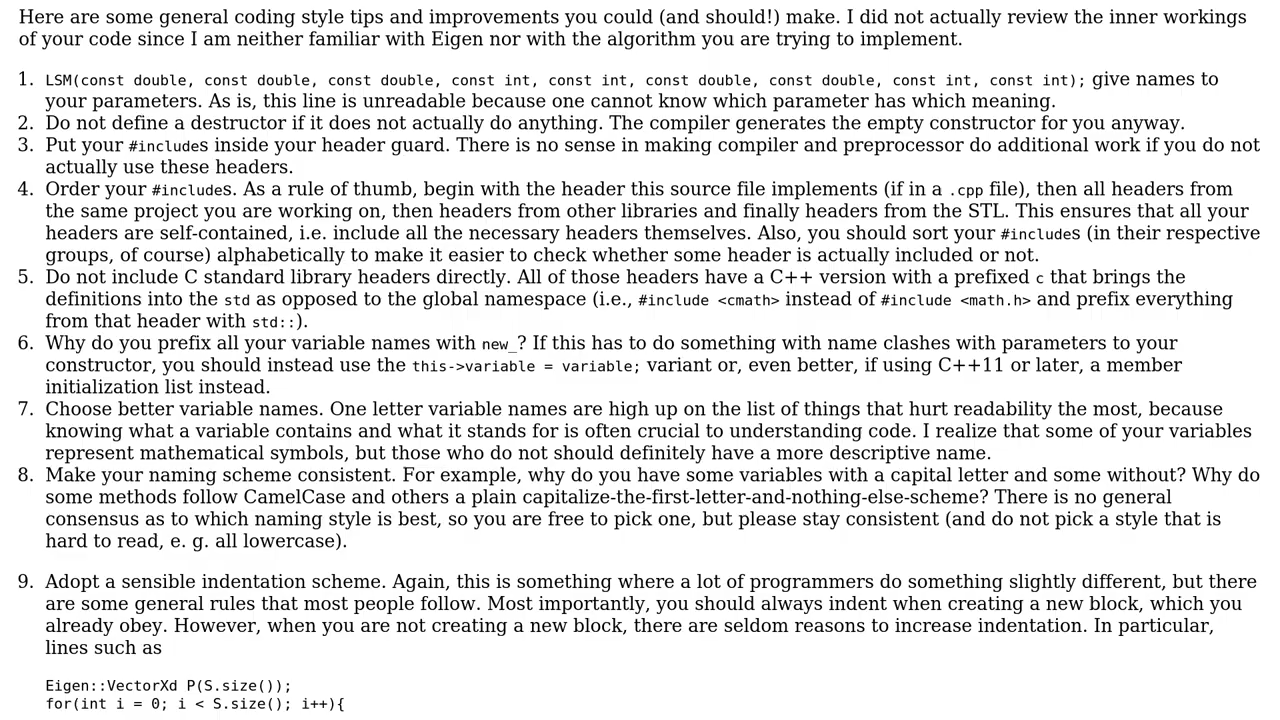 Here are some general coding style tips and improvements you could (and should!) make. I did not actually review the inner workings
of your code since I am neither familiar with Eigen nor with the algorithm you are trying to implement.
1. LSM(const double, const double, const double, const int, const int, const double, const double, const int, const int); give names to
your parameters. As is, this line is unreadable because one cannot know which parameter has which meaning.
2. Do not define a destructor if it does not actually do anything. The compiler generates the empty constructor for you anyway.
3. Put your #includes inside your header guard. There is no sense in making compiler and preprocessor do additional work if you do not
actually use these headers.
4. Order your #includes. As a rule of thumb, begin with the header this source file implements (if in a .cpp file), then all headers from
the same project you are working on, then headers from other libraries and finally headers from the STL. This ensures that all your
headers are self-contained, i.e. include all the necessary headers themselves. Also, you should sort your #includes (in their respective
groups, of course) alphabetically to make it easier to check whether some header is actually included or not.
5. Do not include C standard library headers directly. All of those headers have a C++ version with a prefixed c that brings the
definitions into the std as opposed to the global namespace (i.e., #include <cmath> instead of #include <math.h> and prefix everything
from that header with std::).
6. Why do you prefix all your variable names with new_? If this has to do something with name clashes with parameters to your
constructor, you should instead use the this->variable = variable; variant or, even better, if using C++11 or later, a member
initialization list instead.
7. Choose better variable names. One letter variable names are high up on the list of things that hurt readability the most, because
knowing what a variable contains and what it stands for is often crucial to understanding code. I realize that some of your variables
represent mathematical symbols, but those who do not should definitely have a more descriptive name.
8. Make your naming scheme consistent. For example, why do you have some variables with a capital letter and some without? Why do
some methods follow CamelCase and others a plain capitalize-the-first-letter-and-nothing-else-scheme? There is no general
consensus as to which naming style is best, so you are free to pick one, but please stay consistent (and do not pick a style that is
hard to read, e. g. all lowercase).
9. Adopt a sensible indentation scheme. Again, this is something where a lot of programmers do something slightly different, but there
are some general rules that most people follow. Most importantly, you should always indent when creating a new block, which you
already obey. However, when you are not creating a new block, there are seldom reasons to increase indentation. In particular,
lines such as
Eigen::VectorXd P(S.size());
for(int i = 0; i < S.size(); i++){